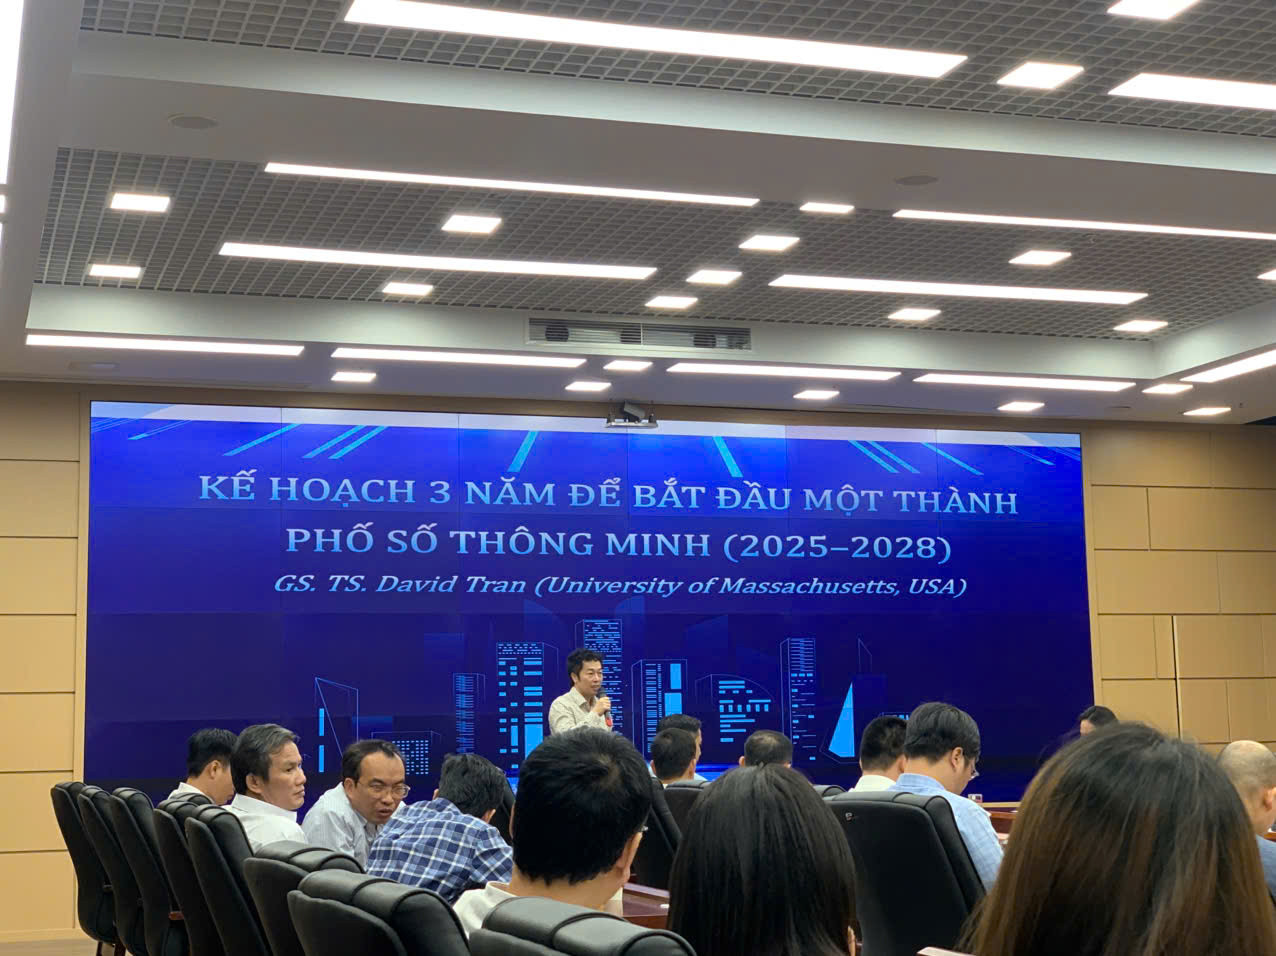 KẾ HOẠCH 3 NĂM ĐỂ BẮT ĐẦU MỘT THÀNH
PHỐ SỐ THÔNG MINH (2025–2028)
GS. TS. David Tran (University of Massachusetts, USA)